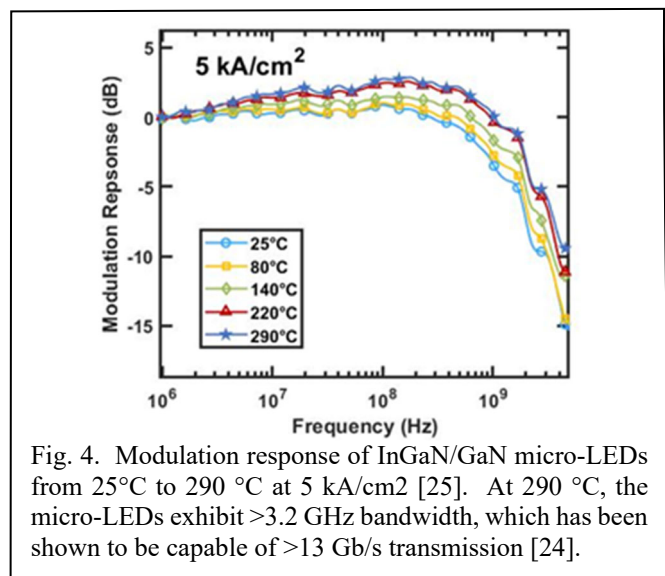 5 kA/cm2
5
0
-5
-10
-15
Modulation Repsonse (dB)
25°C
80°C
140°C
220°C
290°C
10^6
10^7
10^8
10^9
Frequency (Hz)
Fig. 4. Modulation response of InGaN/GaN micro-LEDs
from 25°C to 290 °C at 5 kA/cm2 [25]. At 290 °C, the
micro-LEDs exhibit >3.2 GHz bandwidth, which has been
shown to be capable of >13 Gb/s transmission [24].